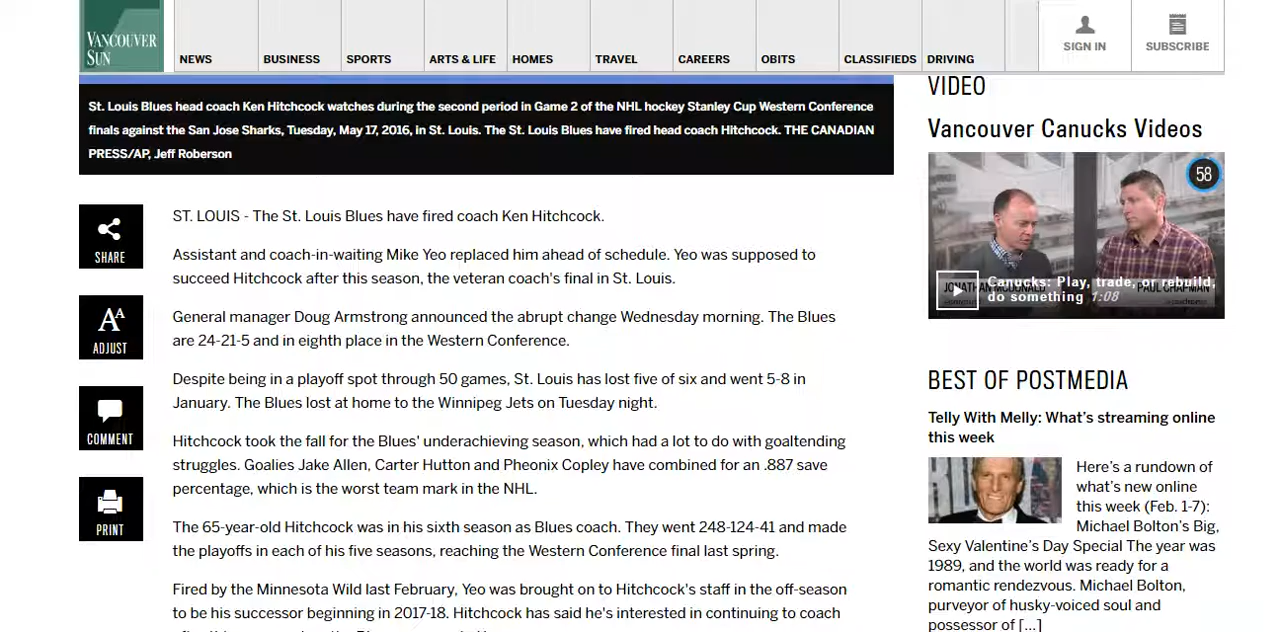 VANCOUVER
SUN
NEWS
BUSINESS
SPORTS
ARTS & LIFE
HOMES
TRAVEL
CAREERS
OBITS
CLASSIFIEDS
DRIVING
SIGN IN
SUBSCRIBE
St. Louis Blues head coach Ken Hitchcock watches during the second period in Game 2 of the NHL hockey Stanley Cup Western Conference
finals against the San Jose Sharks, Tuesday, May 17, 2016, in St. Louis. The St. Louis Blues have fired head coach Hitchcock. THE CANADIAN
PRESS/AP, Jeff Roberson
SHARE
ADJUST
COMMENT
PRINT
ST. LOUIS - The St. Louis Blues have fired coach Ken Hitchcock.
Assistant and coach-in-waiting Mike Yeo replaced him ahead of schedule. Yeo was supposed to
succeed Hitchcock after this season, the veteran coach's final in St. Louis.
General manager Doug Armstrong announced the abrupt change Wednesday morning. The Blues
are 24-21-5 and in eighth place in the Western Conference.
Despite being in a playoff spot through 50 games, St. Louis has lost five of six and went 5-8 in
January. The Blues lost at home to the Winnipeg Jets on Tuesday night.
Hitchcock took the fall for the Blues' underachieving season, which had a lot to do with goaltending
struggles. Goalies Jake Allen, Carter Hutton and Pheonix Copley have combined for an .887 save
percentage, which is the worst team mark in the NHL.
The 65-year-old Hitchcock was in his sixth season as Blues coach. They went 248-124-41 and made
the playoffs in each of his five seasons, reaching the Western Conference final last spring.
Fired by the Minnesota Wild last February, Yeo was brought on to Hitchcock's staff in the off-season
to be his successor beginning in 2017-18. Hitchcock has said he's interested in continuing to coach
VIDEO
Vancouver Canucks Videos
58
JONATHAN MCDONALD
PAUL CHAPMAN
Canucks: Play, trade, or rebuild,
do something 1:08
BEST OF POSTMEDIA
Telly With Melly: What's streaming online
this week
Here's a rundown of
what's new online
this week (Feb. 1-7):
Michael Bolton's Big,
Sexy Valentine's Day Special The year was
1989, and the world was ready for a
romantic rendezvous. Michael Bolton,
purveyor of husky-voiced soul and
possessor of [...]